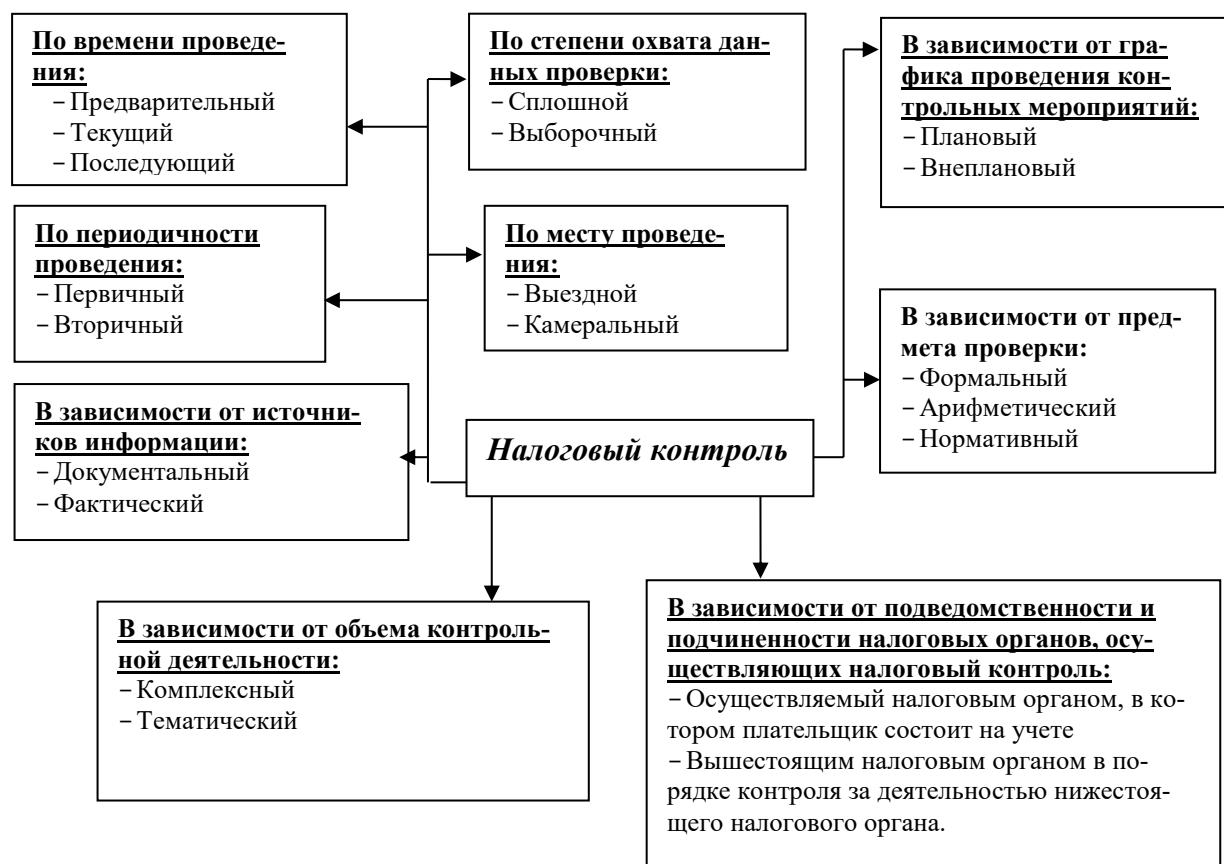 По времени проведе-
ния:
– Предварительный
– Текущий
– Последующий
По степени охвата дан-
ных проверки:
– Сплошной
– Выборочный
В зависимости от гра-
фика проведения кон-
трольных мероприятий:
– Плановый
– Внеплановый
По периодичности
проведения:
– Первичный
– Вторичный
По месту проведе-
ния:
– Выездной
– Камеральный
В зависимости от пред-
мета проверки:
– Формальный
– Арифметический
– Нормативный
В зависимости от источни-
ков информации:
– Документальный
– Фактический
Налоговый контроль
В зависимости от объема контроль-
ной деятельности:
– Комплексный
– Тематический
В зависимости от подведомственности и
подчиненности налоговых органов, осу-
ществляющих налоговый контроль:
– Осуществляемый налоговым органом, в ко-
тором плательщик состоит на учете
– Вышестоящим налоговым органом в по-
рядке контроля за деятельностью нижестоя-
щего налогового органа.